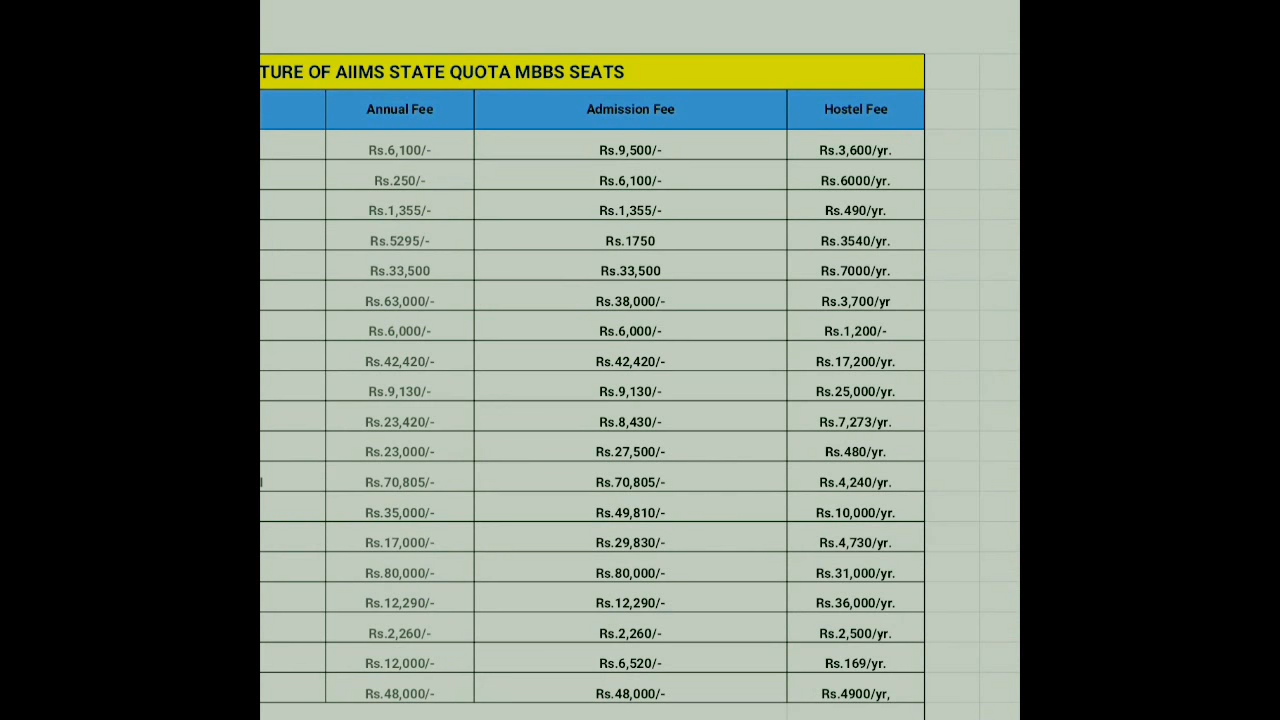 TURE OF AIIMS STATE QUOTA MBBS SEATS
Annual Fee Admission Fee Hostel Fee
Rs.6,100/- Rs.9,500/- Rs.3,600/yr.
Rs.250/- Rs.6,100/- Rs.6000/yr.
Rs.1,355/- Rs.1,355/- Rs.490/yr.
Rs.5295/- Rs.1750 Rs.3540/yr.
Rs.33,500 Rs.33,500 Rs.7000/yr.
Rs.63,000/- Rs.38,000/- Rs.3,700/yr
Rs.6,000/- Rs.6,000/- Rs.1,200/-
Rs.42,420/- Rs.42,420/- Rs.17,200/yr.
Rs.9,130/- Rs.9,130/- Rs.25,000/yr.
Rs.23,420/- Rs.8,430/- Rs.7,273/yr.
Rs.23,000/- Rs.27,500/- Rs.480/yr.
Rs.70,805/- Rs.70,805/- Rs.4,240/yr.
Rs.35,000/- Rs.49,810/- Rs.10,000/yr.
Rs.17,000/- Rs.29,830/- Rs.4,730/yr.
Rs.80,000/- Rs.80,000/- Rs.31,000/yr.
Rs.12,290/- Rs.12,290/- Rs.36,000/yr.
Rs.2,260/- Rs.2,260/- Rs.2,500/yr.
Rs.12,000/- Rs.6,520/- Rs.169/yr.
Rs.48,000/- Rs.48,000/- Rs.4900/yr,